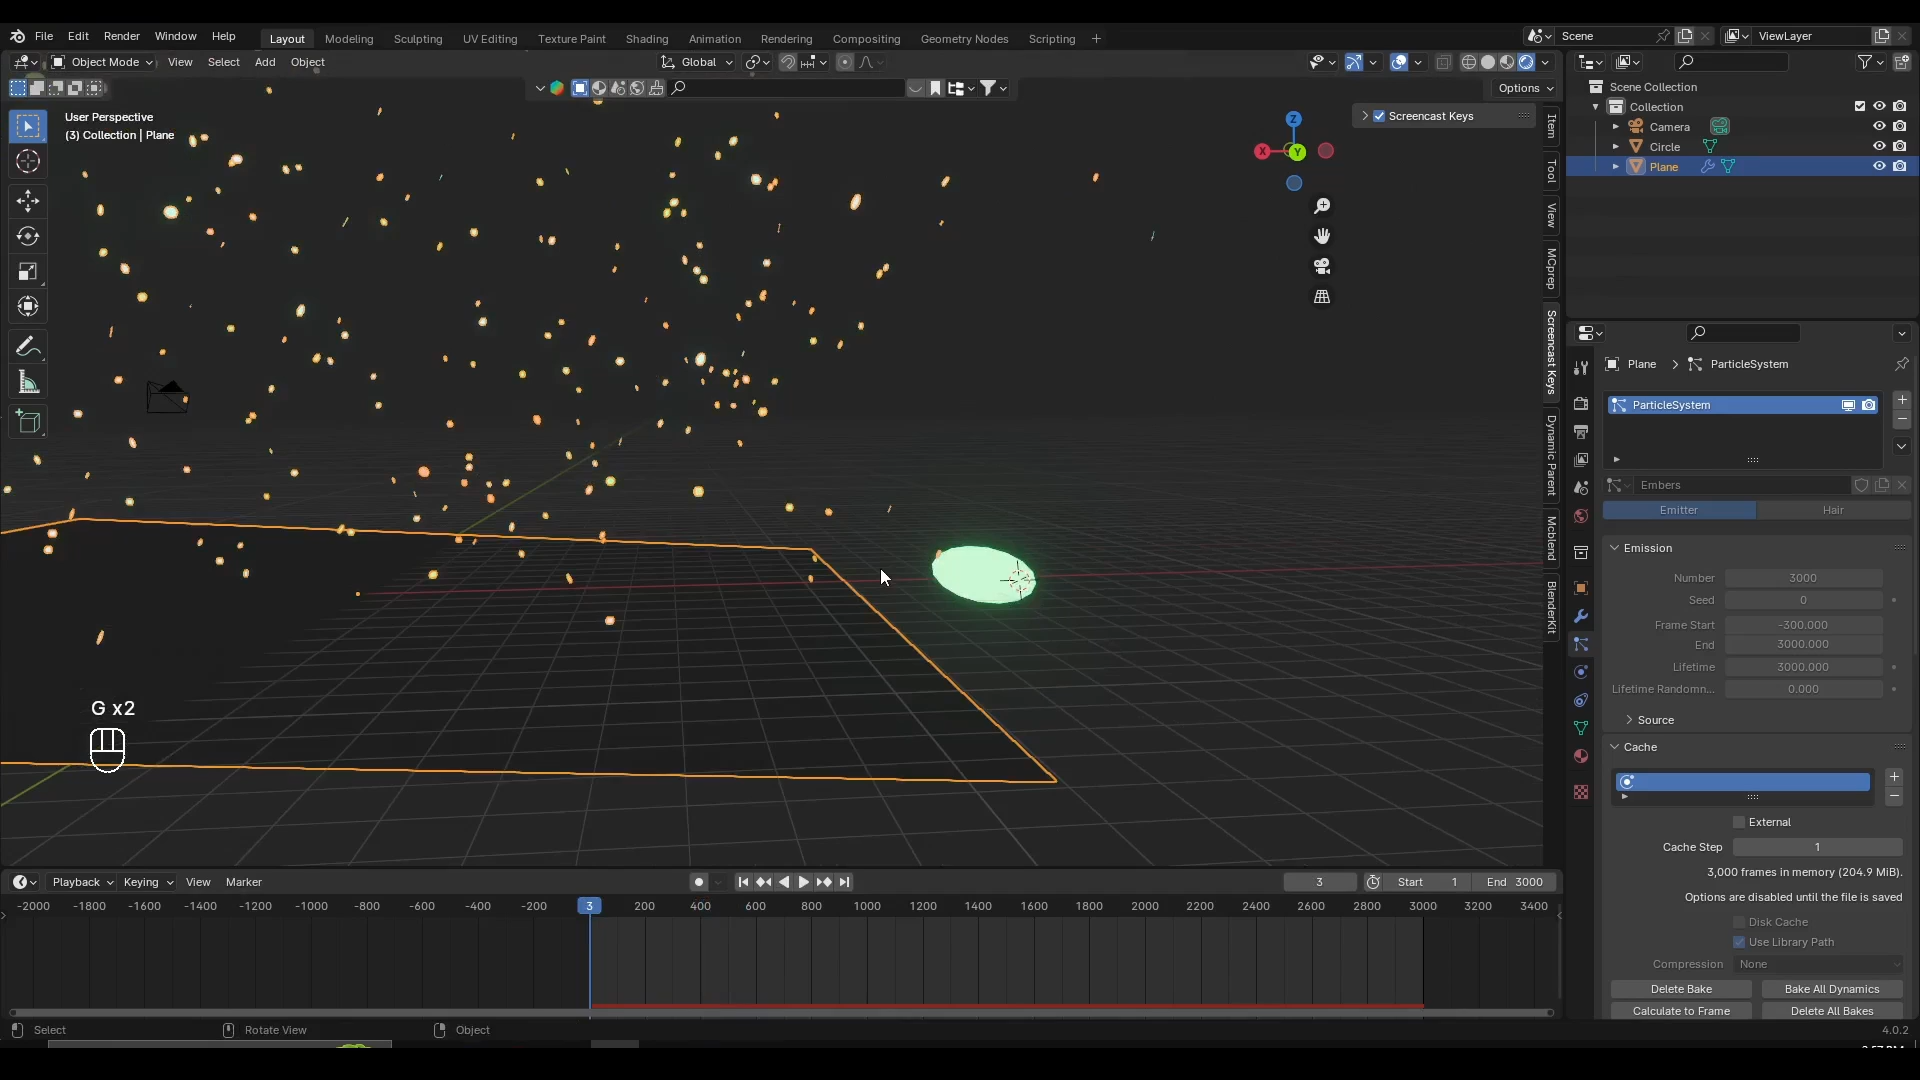 File Edit Render Window Help
Layout Modeling Sculpting UV Editing Texture Paint Shading Animation Rendering Compositing Geometry Nodes Scripting
Scene ViewLayer
Object Mode View Select Add Object
Global
Options
User Perspective
(3) Collection | Plane
Screencast Keys
Z
X
Y
Item
Tool
View
MCprep
Screencast Keys
Dynamic Parent
Mcblend
BlenderKit
G x2
Scene Collection
Collection
Camera
Circle
Plane
Plane > ParticleSystem
ParticleSystem
Embers
Emitter Hair
Emission
Number 3000
Seed 0
Frame Start -300.000
End 3000.000
Lifetime 3000.000
Lifetime Randomn... 0.000
Source
Cache
External
Cache Step 1
3,000 frames in memory (204.9 MiB).
Options are disabled until the file is saved
Disk Cache
Use Library Path
Compression None
Delete Bake Bake All Dynamics
Calculate to Frame Delete All Bakes
Playback Keying View Marker
3 Start 1 End 3000
-2000 -1800 -1600 -1400 -1200 -1000 -800 -600 -400 -200 3 200 400 600 800 1000 1200 1400 1600 1800 2000 2200 2400 2600 2800 3000 3200 3400
Select Rotate View Object
4.0.2